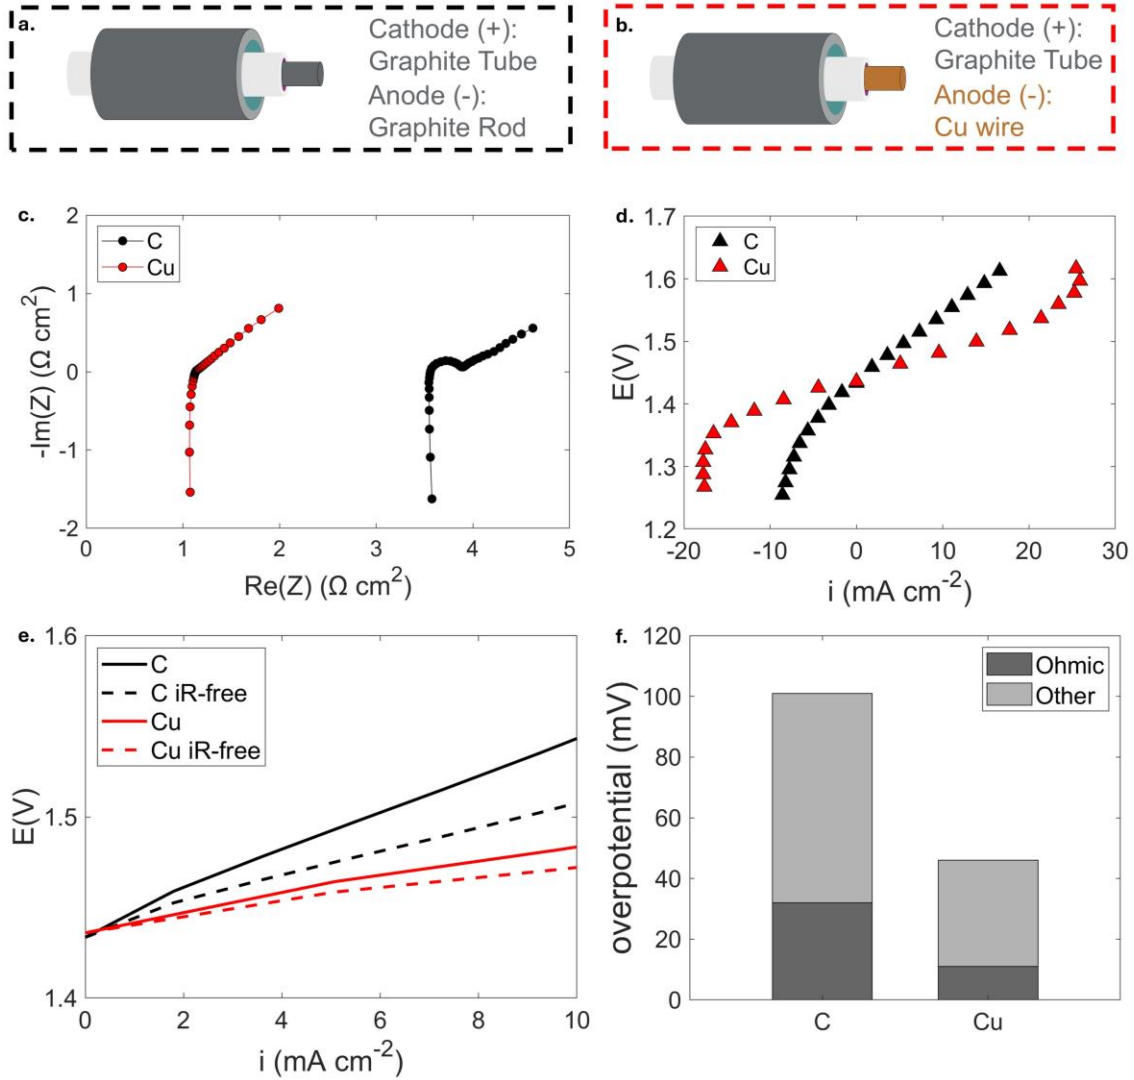 a.
Cathode (+):
Graphite Tube
Anode (-):
Graphite Rod
b.
Cathode (+):
Graphite Tube
Anode (-):
Cu wire
c.
2
1
0
-1
-2
-Im(Z) (Ω cm²)
C
Cu
0 1 2 3 4 5
Re(Z) (Ω cm²)
d.
1.7
1.6
1.5
1.4
1.3
1.2
E(V)
C
Cu
-20 -10 0 10 20 30
i (mA cm⁻²)
e.
1.6
1.5
1.4
E(V)
C
C iR-free
Cu
Cu iR-free
0 2 4 6 8 10
i (mA cm⁻²)
f.
120
100
80
60
40
20
0
overpotential (mV)
Ohmic
Other
C Cu